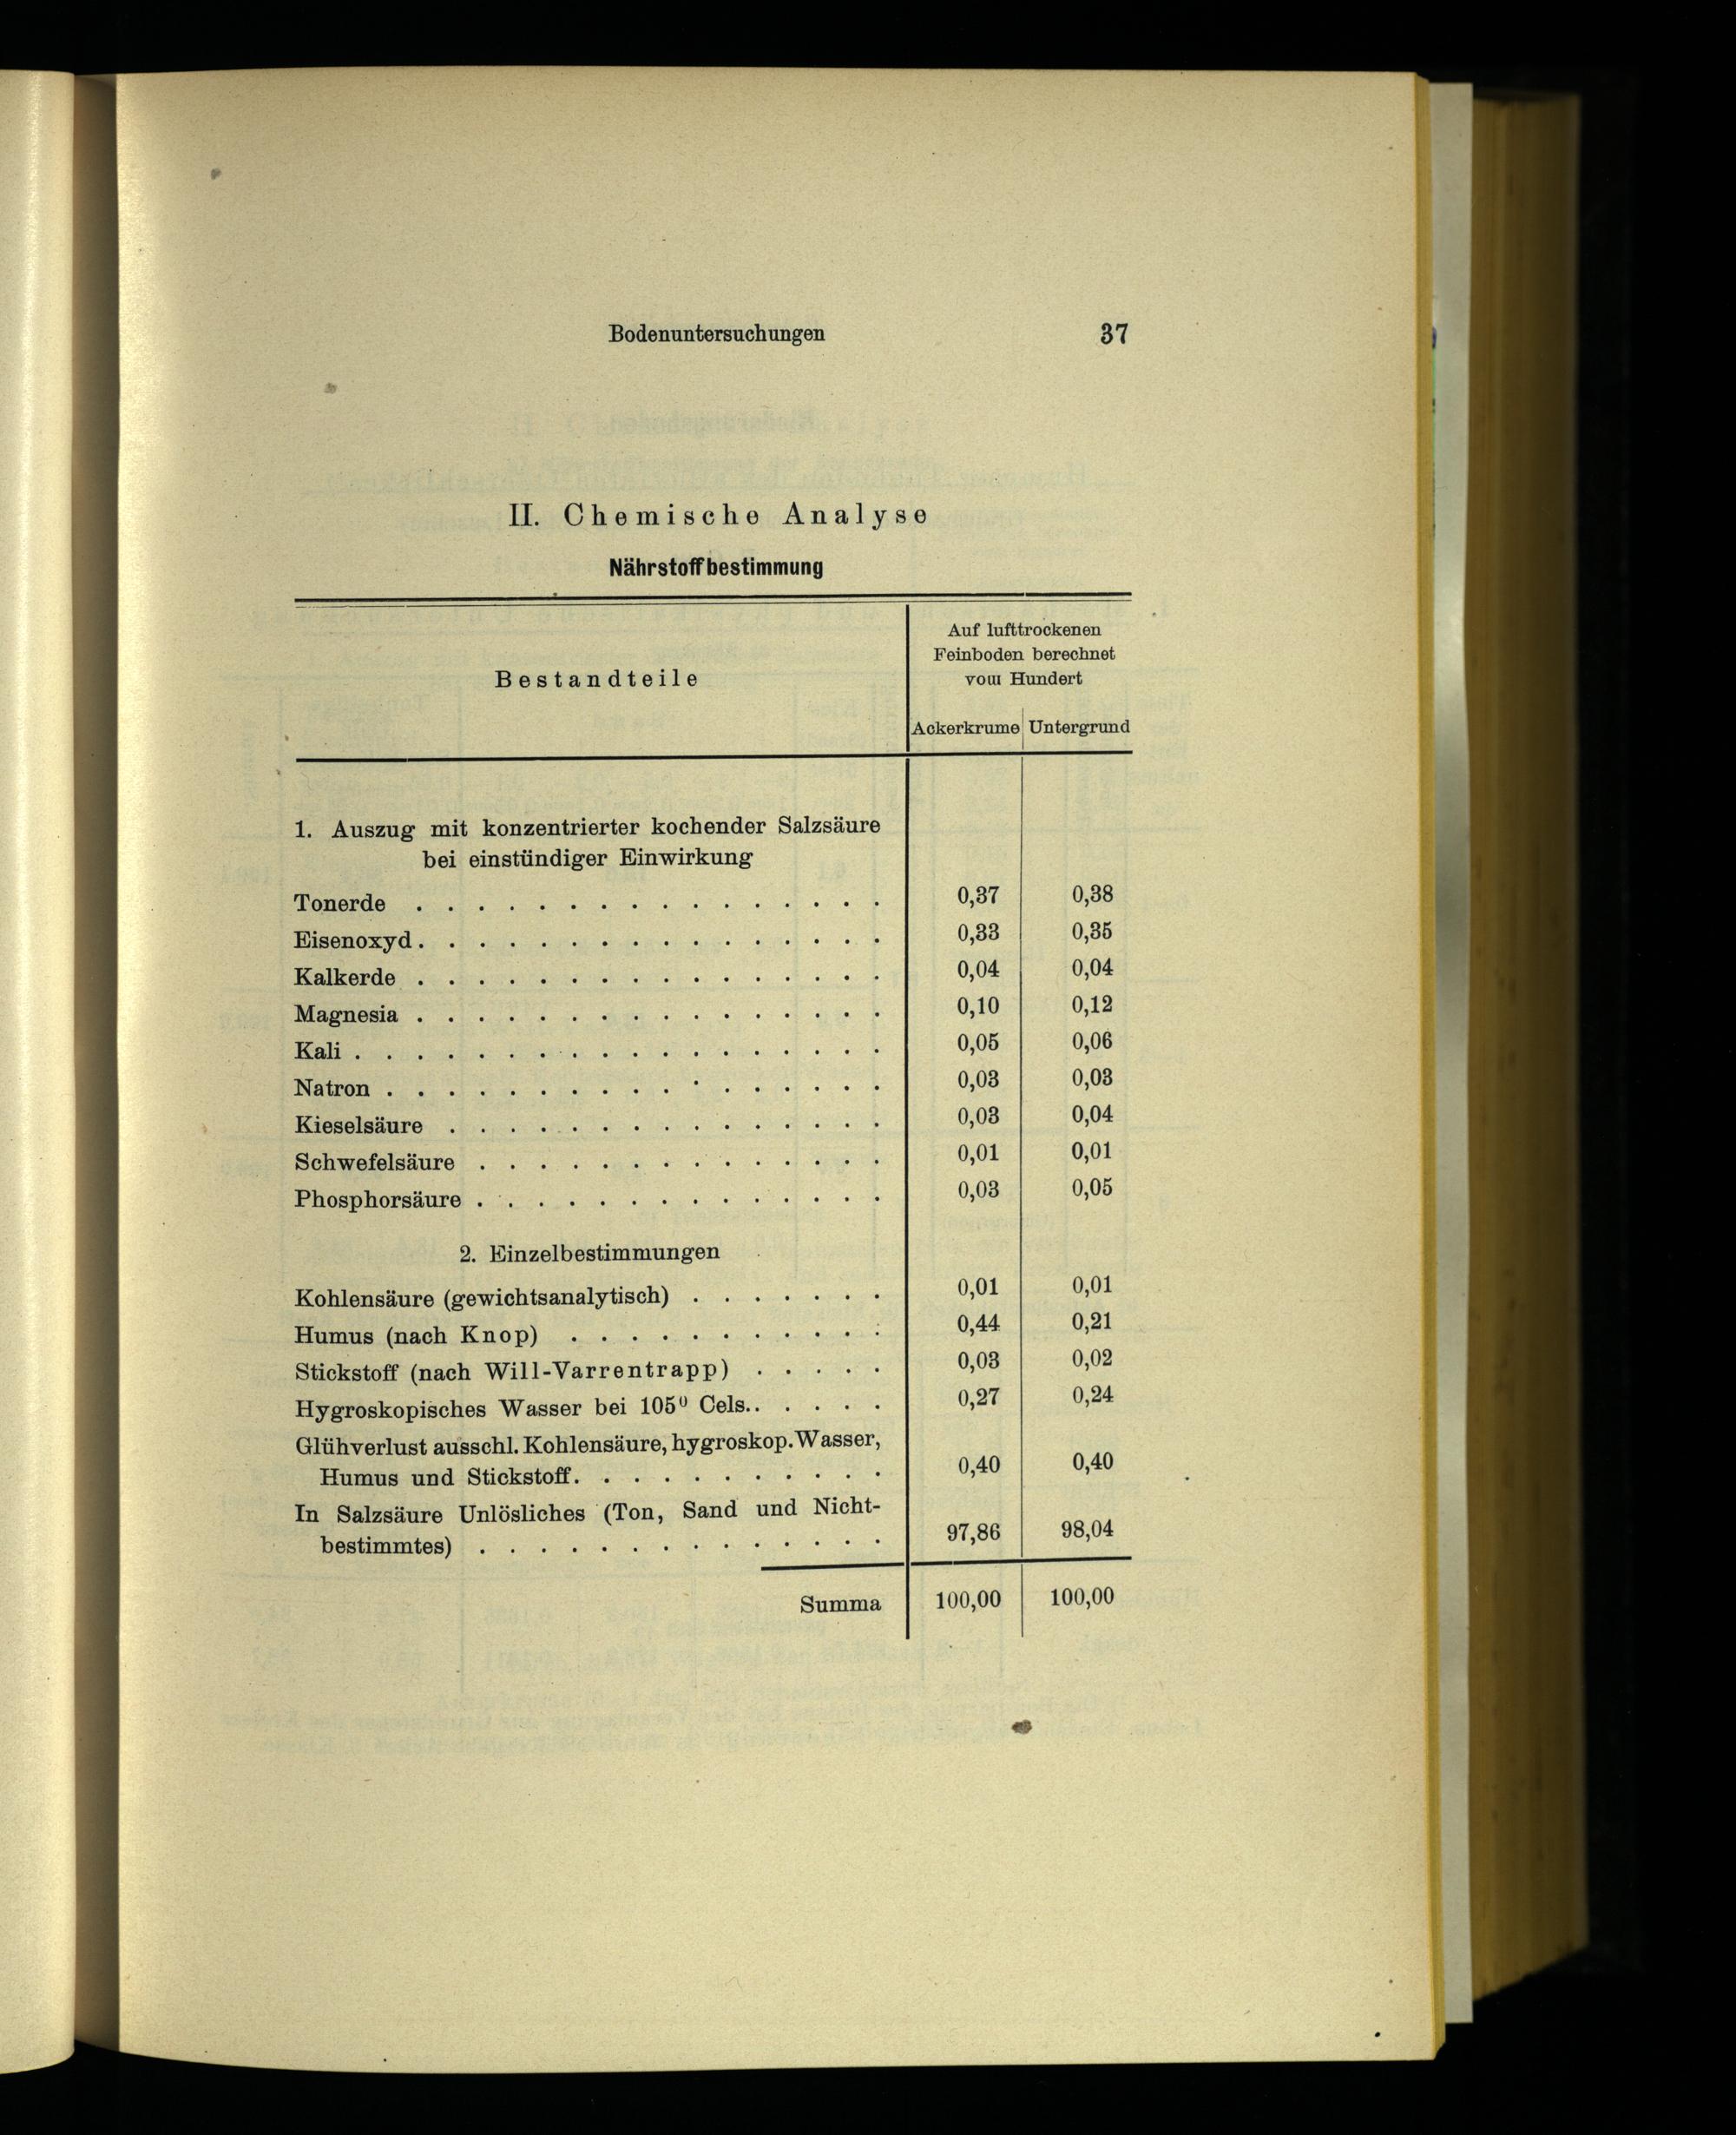 Bodenuntersuchungen 37
II. Chemische Analyse
Nährstoffbestimmung
Bestandteile
Auf lufttrockenen
Feinboden berechnet
vom Hundert
Ackerkrume Untergrund
1. Auszug mit konzentrierter kochender Salzsäure
bei einstündiger Einwirkung
Tonerde . . . . . . . . . . . . . . . . 0,37 0,38
Eisenoxyd . . . . . . . . . . . . . . . . 0,33 0,35
Kalkerde . . . . . . . . . . . . . . . . 0,04 0,04
Magnesia . . . . . . . . . . . . . . . . 0,10 0,12
Kali . . . . . . . . . . . . . . . . . . 0,05 0,06
Natron . . . . . . . . . . . . . . . . . 0,03 0,03
Kieselsäure . . . . . . . . . . . . . . . 0,03 0,04
Schwefelsäure . . . . . . . . . . . . . . 0,01 0,01
Phosphorsäure . . . . . . . . . . . . . . 0,03 0,05
2. Einzelbestimmungen
Kohlensäure (gewichtsanalytisch) . . . . . . . 0,01 0,01
Humus (nach Knop) . . . . . . . . . . . 0,44 0,21
Stickstoff (nach Will-Varrentrapp) . . . . . 0,03 0,02
Hygroskopisches Wasser bei 105⁰ Cels. . . . . . 0,27 0,24
Glühverlust ausschl. Kohlensäure, hygroskop. Wasser,
Humus und Stickstoff. . . . . . . . . . . 0,40 0,40
In Salzsäure Unlösliches (Ton, Sand und Nicht-
bestimmtes) . . . . . . . . . . . . . . 97,86 98,04
Summa 100,00 100,00